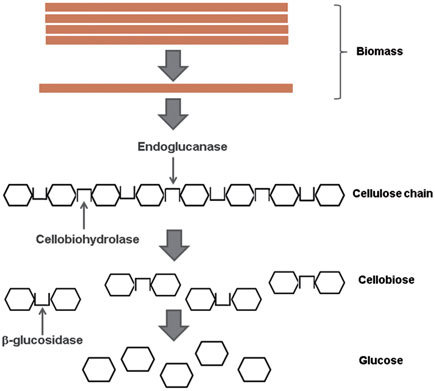 Biomass
Endoglucanase
Cellulose chain
Cellobiohydrolase
Cellobiose
β-glucosidase
Glucose